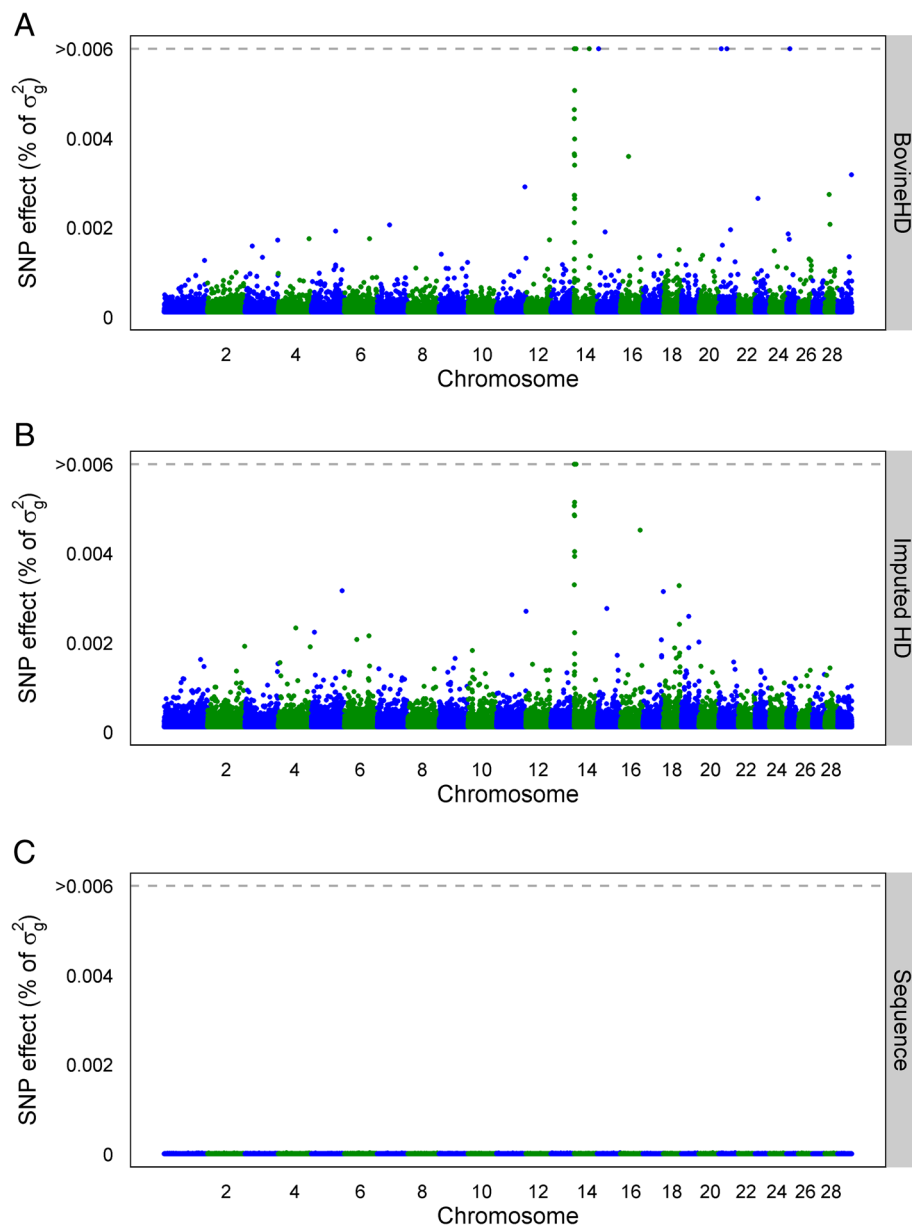 A
>0.006
0.004
0.002
0
SNP effect (% of σ²g)
BovineHD
2 4 6 8 10 12 14 16 18 20 22 24 26 28
Chromosome
B
>0.006
0.004
0.002
0
SNP effect (% of σ²g)
Imputed HD
2 4 6 8 10 12 14 16 18 20 22 24 26 28
Chromosome
C
>0.006
0.004
0.002
0
SNP effect (% of σ²g)
Sequence
2 4 6 8 10 12 14 16 18 20 22 24 26 28
Chromosome